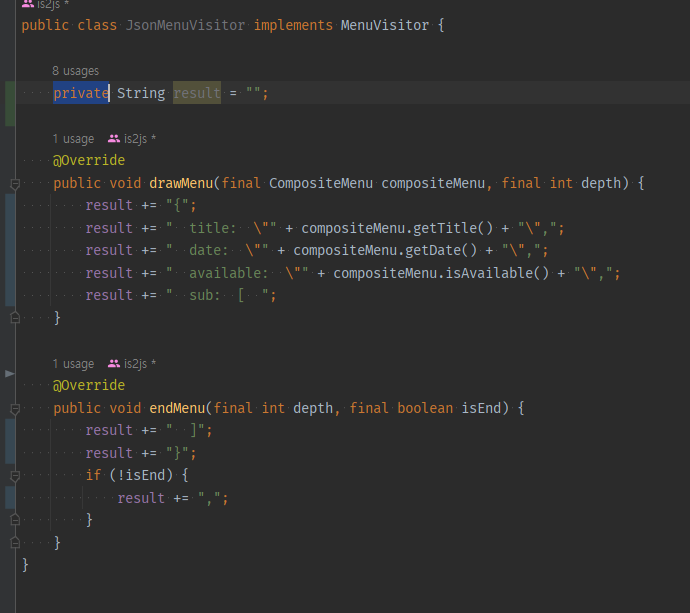 is2js *
public class JsonMenuVisitor implements MenuVisitor {
8 usages
private String result = "";
1 usage is2js *
@Override
public void drawMenu(final CompositeMenu compositeMenu, final int depth) {
result += "{";
result += "  title:  \"" + compositeMenu.getTitle() + "\",";
result += "  date:  \"" + compositeMenu.getDate() + "\",";
result += "  available:  \"" + compositeMenu.isAvailable() + "\",";
result += "  sub:  [  ";
}
1 usage is2js *
@Override
public void endMenu(final int depth, final boolean isEnd) {
result += "  ]";
result += "}";
if (!isEnd) {
result += ",";
}
}
}